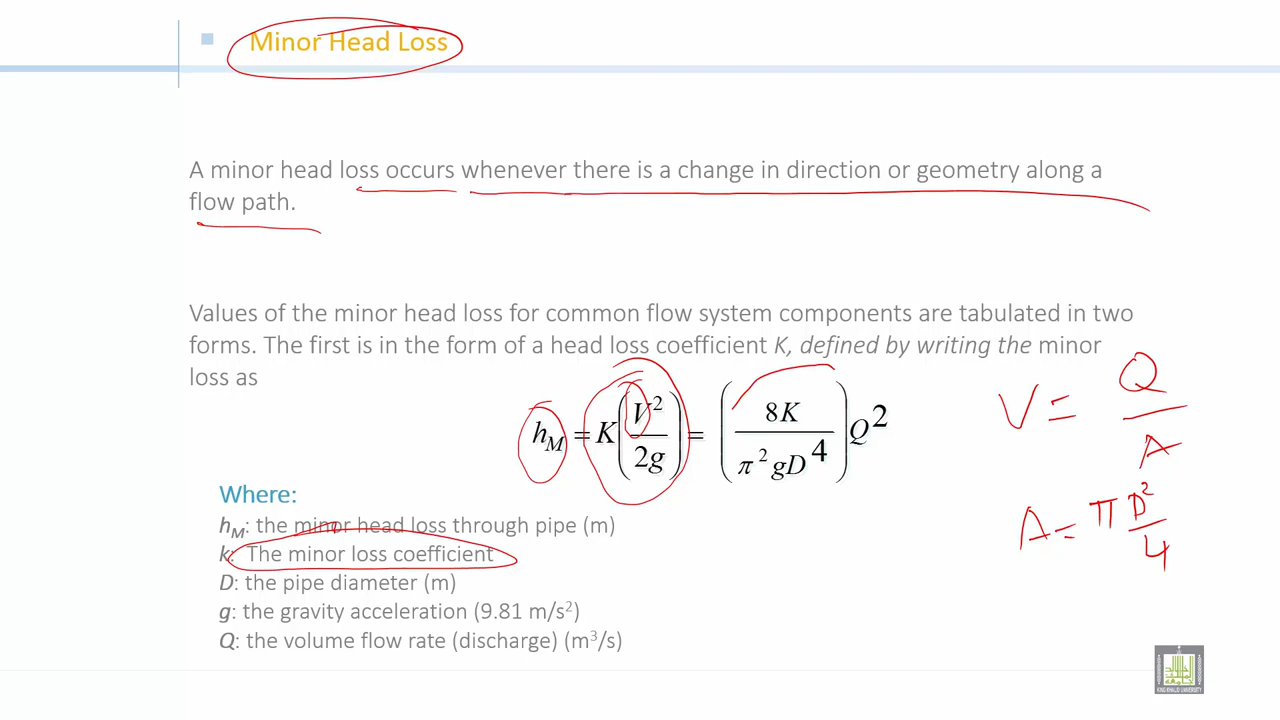 Minor Head Loss
A minor head loss occurs whenever there is a change in direction or geometry along a
flow path.
Values of the minor head loss for common flow system components are tabulated in two
forms. The first is in the form of a head loss coefficient K, defined by writing the minor
loss as
h_M = K(V²/2g) = (8K/π²gD⁴)Q²
V = Q/A
A = πD²/4
Where:
h_M: the minor head loss through pipe (m)
k: The minor loss coefficient
D: the pipe diameter (m)
g: the gravity acceleration (9.81 m/s²)
Q: the volume flow rate (discharge) (m³/s)
KING KHALID UNIVERSITY